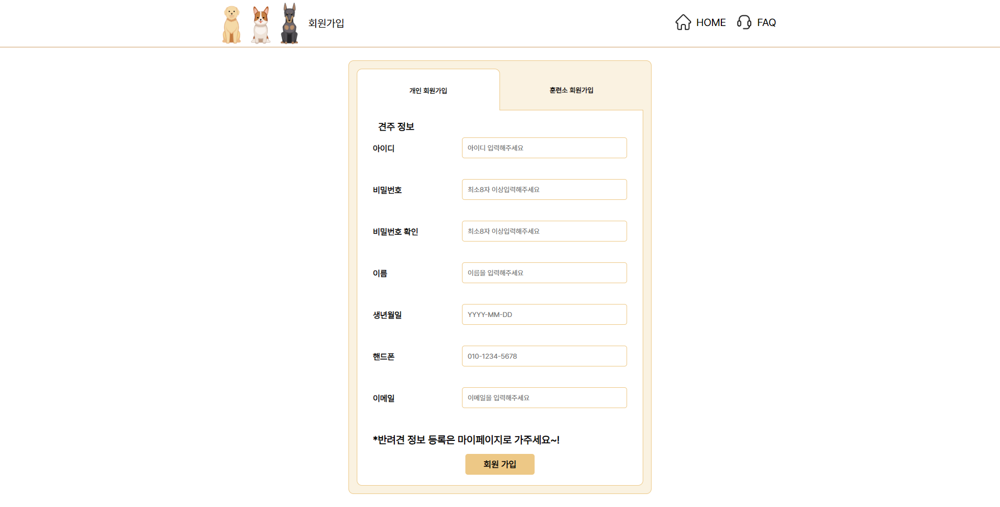 회원가입
HOME
FAQ
개인 회원가입
훈련소 회원가입
견주 정보
아이디
아이디 입력해주세요
비밀번호
최소8자 이상입력해주세요
비밀번호 확인
최소8자 이상입력해주세요
이름
이름을 입력해주세요
생년월일
YYYY-MM-DD
핸드폰
010-1234-5678
이메일
이메일을 입력해주세요
*반려견 정보 등록은 마이페이지로 가주세요~!
회원 가입